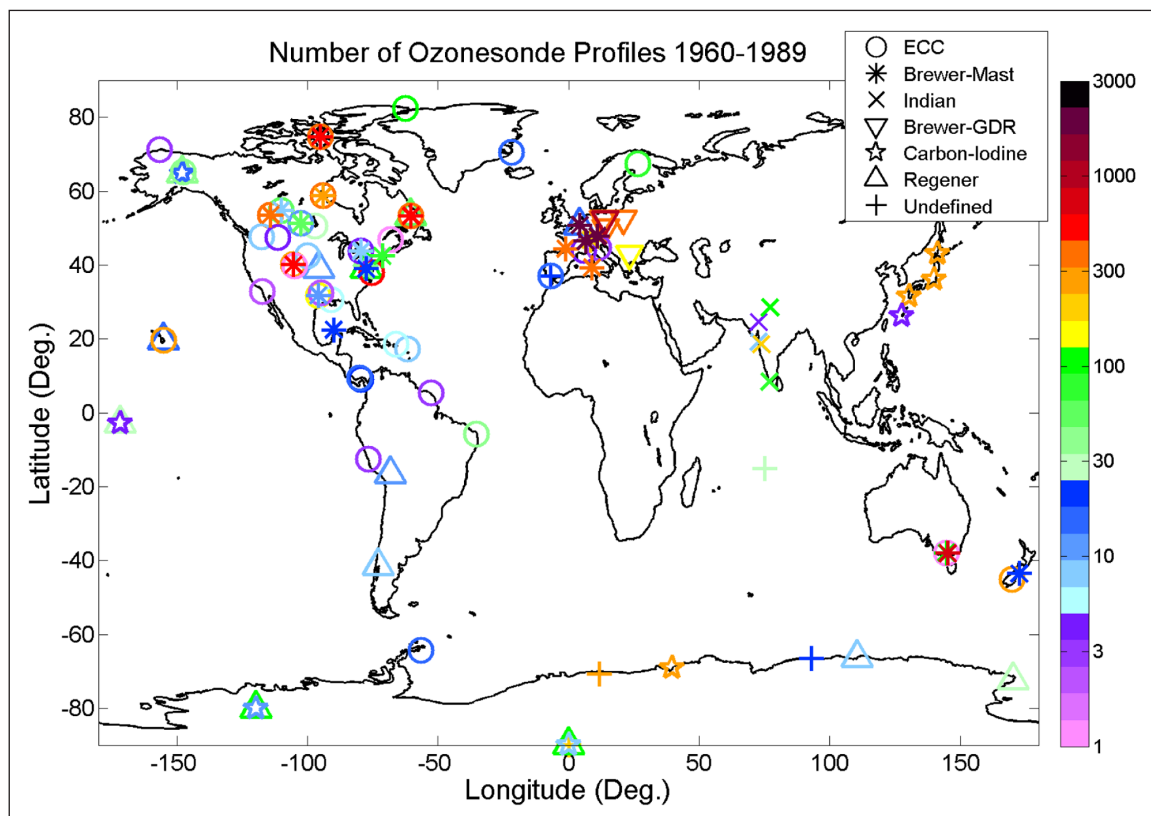 Number of Ozonesonde Profiles 1960-1989
ECC
Brewer-Mast
Indian
Brewer-GDR
Carbon-Iodine
Regener
Undefined
80
60
40
20
0
-20
-40
-60
-80
Latitude (Deg.)
-150
-100
-50
0
50
100
150
Longitude (Deg.)
3000
1000
300
100
30
10
3
1